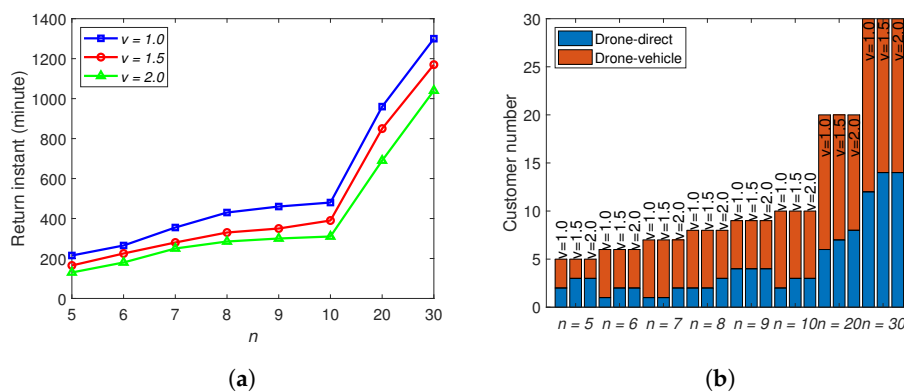 1400
1200
1000
800
600
400
200
0
Return instant (minute)
v = 1.0
v = 1.5
v = 2.0
5 6 7 8 9 10 20 30
n
(a)
30
25
20
15
10
5
0
Customer number
Drone-direct
Drone-vehicle
v=1.0 v=1.5 v=2.0
v=1.0 v=1.5 v=2.0
v=1.0 v=1.5 v=2.0
v=1.0 v=1.5 v=2.0
v=1.0 v=1.5 v=2.0
v=1.0 v=1.5 v=2.0
v=1.0 v=1.5 v=2.0
v=1.0 v=1.5 v=2.0
n = 5 n = 6 n = 7 n = 8 n = 9 n = 10 n = 20 n = 30
(b)